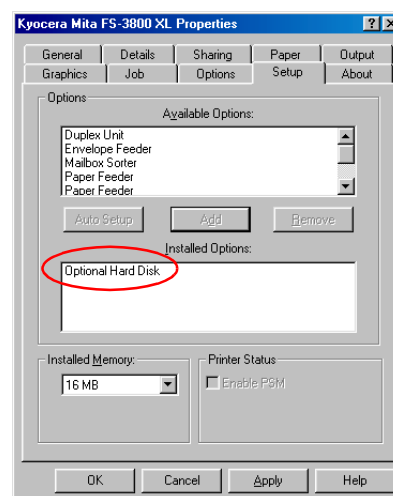 Kyocera Mita FS-3800 XL Properties
General Details Sharing Paper Output
Graphics Job Options Setup About
Options
Available Options:
Duplex Unit
Envelope Feeder
Mailbox Sorter
Paper Feeder
Paper Feeder
Auto Setup Add Remove
Installed Options:
Optional Hard Disk
Installed Memory: Printer Status
16 MB Enable PSM
OK Cancel Apply Help